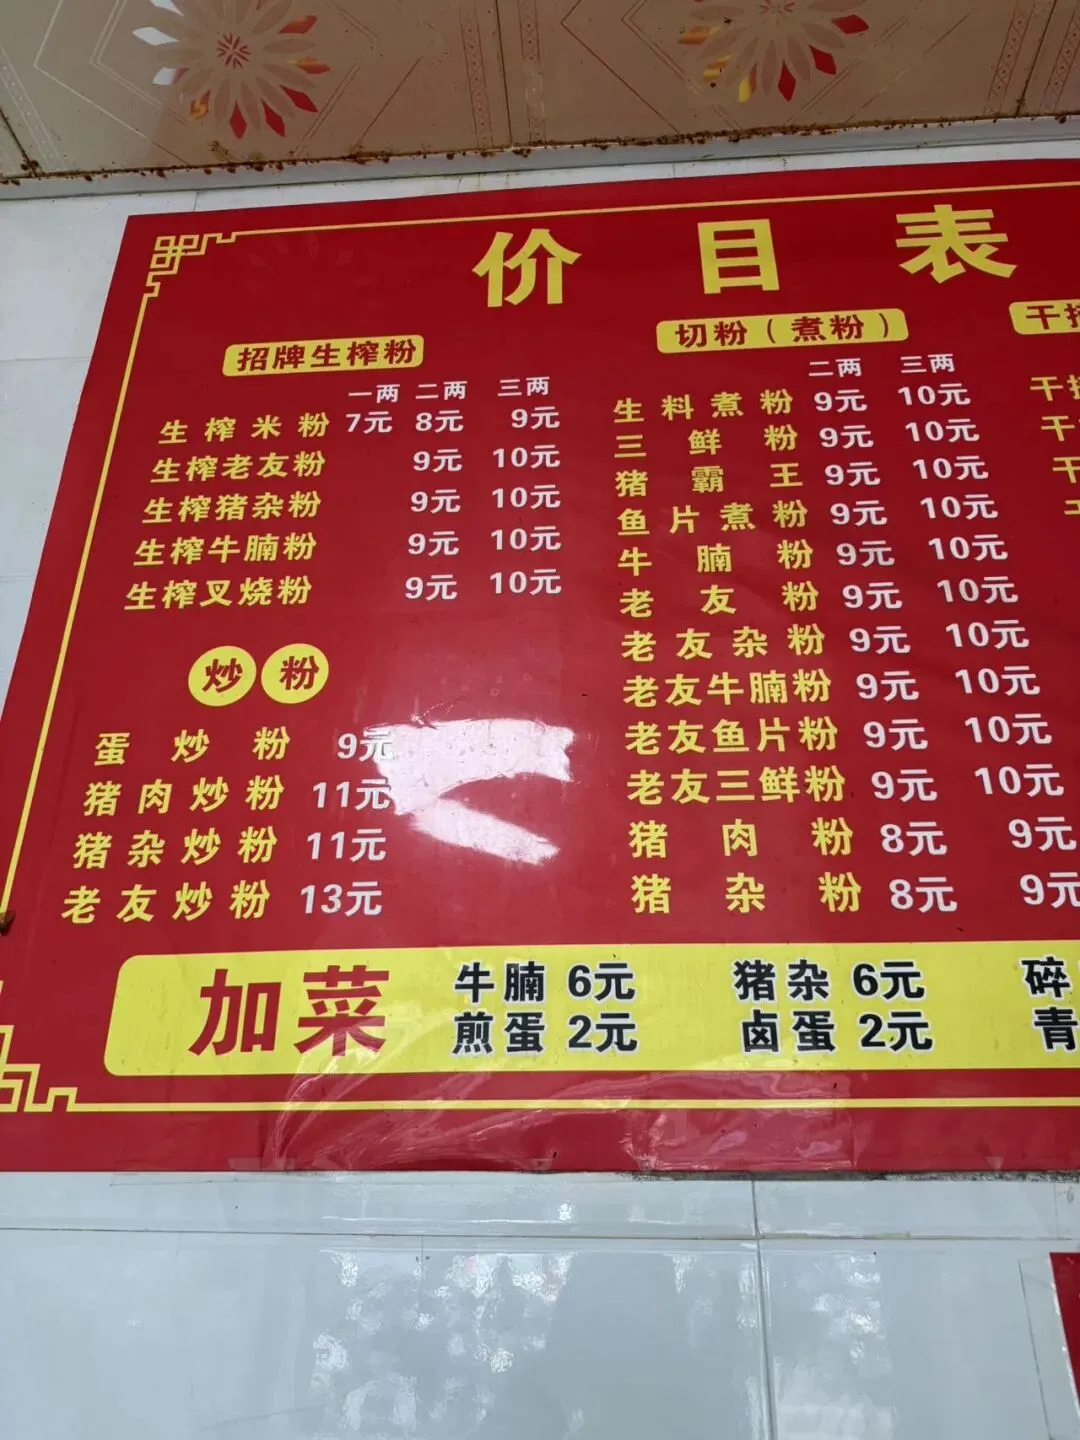 价目表
招牌生榨粉
一两 二两 三两
生榨米粉 7元 8元 9元
生榨老友粉 9元 10元
生榨猪杂粉 9元 10元
生榨牛腩粉 9元 10元
生榨叉烧粉 9元 10元
炒粉
蛋炒粉 9元
猪肉炒粉 11元
猪杂炒粉 11元
老友炒粉 13元
切粉（煮粉）
二两 三两
生料煮粉 9元 10元
三鲜粉 9元 10元
猪霸王 9元 10元
鱼片煮粉 9元 10元
牛腩粉 9元 10元
老友粉 9元 10元
老友杂粉 9元 10元
老友牛腩粉 9元 10元
老友鱼片粉 9元 10元
老友三鲜粉 9元 10元
猪肉粉 8元 9元
猪杂粉 8元 9元
干捞
干捞
干
干
加菜
牛腩 6元 猪杂 6元 碎
煎蛋 2元 卤蛋 2元 青